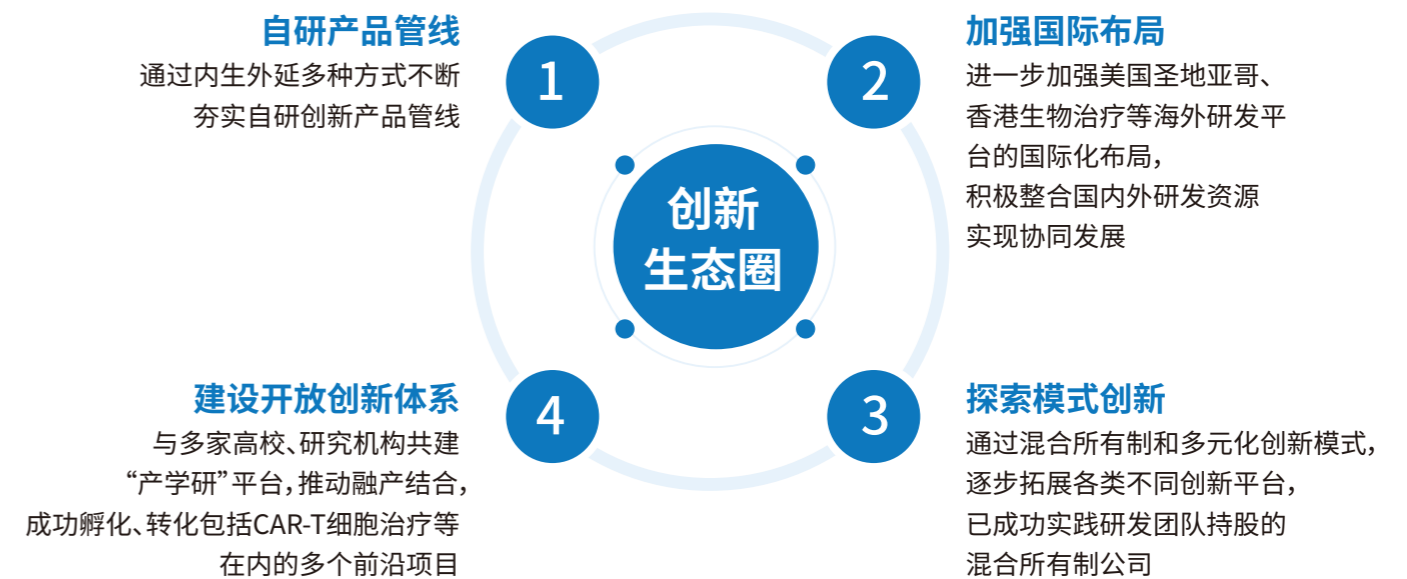 自研产品管线
通过内生外延多种方式不断
夯实自研创新产品管线
1
2
加强国际布局
进一步加强美国圣地亚哥、
香港生物治疗等海外研发平
台的国际化布局，
积极整合国内外研发资源
实现协同发展
创新
生态圈
建设开放创新体系
与多家高校、研究机构共建
“产学研”平台，推动融产结合，
成功孵化、转化包括CAR-T细胞治疗等
在内的多个前沿项目
4
3
探索模式创新
通过混合所有制和多元化创新模式，
逐步拓展各类不同创新平台，
已成功实践研发团队持股的
混合所有制公司